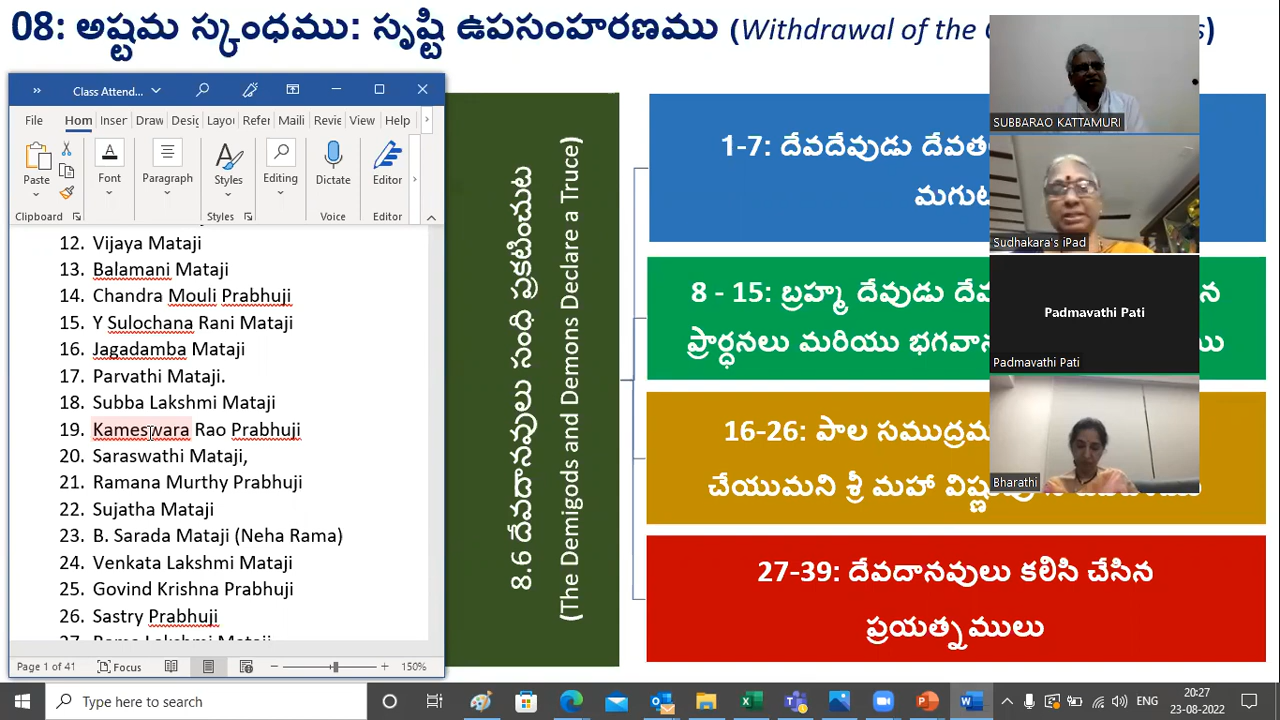 08: అష్టమ స్కంధము: సృష్టి ఉపసంహరణము (Withdrawal of the
Class Attend...
File Hom Inser Draw Desig Layou Refer Maili Revie View Help
Paste Font Paragraph Styles Editing Dictate Editor
Clipboard Styles Voice Editor
12. Vijaya Mataji
13. Balamani Mataji
14. Chandra Mouli Prabhuji
15. Y Sulochana Rani Mataji
16. Jagadamba Mataji
17. Parvathi Mataji.
18. Subba Lakshmi Mataji
19. Kameswara Rao Prabhuji
20. Saraswathi Mataji,
21. Ramana Murthy Prabhuji
22. Sujatha Mataji
23. B. Sarada Mataji (Neha Rama)
24. Venkata Lakshmi Mataji
25. Govind Krishna Prabhuji
26. Sastry Prabhuji
27. Rama Lakshmi Mataji
Page 1 of 41 Focus 150%
8.6 దేవదానవులు సంధి ప్రకటించుట
(The Demigods and Demons Declare a Truce)
1-7: దేవదేవుడు
8 - 15: బ్రహ్మ దేవుడు
ప్రార్ధనలు మరియు
16-26: పాల
చేయుమని శ్రీ మహా
27-39: దేవదానవులు కలిసి చేసిన
ప్రయత్నములు
SUBBARAO KATTAMURI
Sudhakara's iPad
Padmavathi Pati
Padmavathi Pati
Bharathi
Type here to search
ENG
20:27
23-08-2022